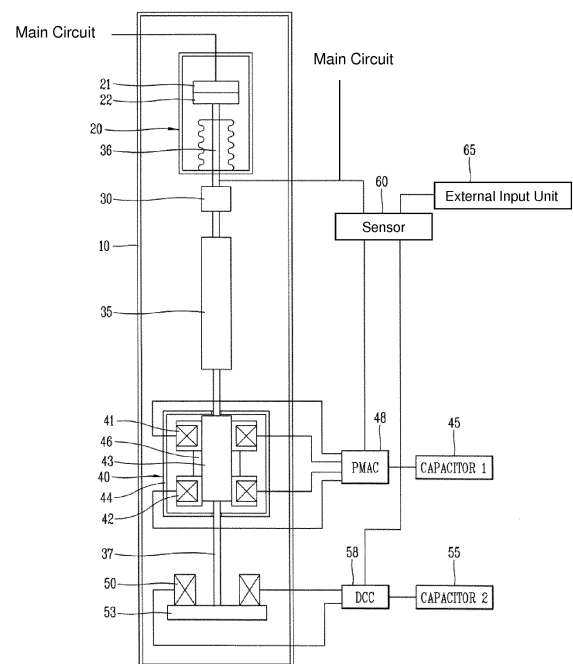 Main Circuit
Main Circuit
21
22
20
36
65
External Input Unit
60
Sensor
30
10
35
41
46
43
40
44
42
48
PMAC
45
CAPACITOR 1
37
50
53
58
DCC
55
CAPACITOR 2